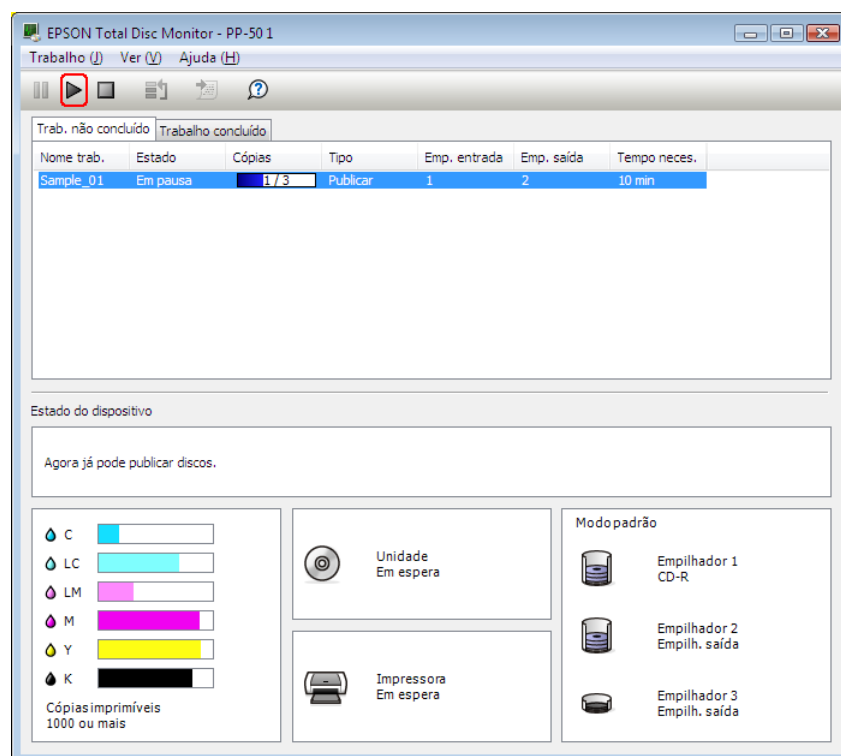 EPSON Total Disc Monitor - PP-50 1
Trabalho (J) Ver (V) Ajuda (H)
Trab. não concluído Trabalho concluído
Nome trab. Estado Cópias Tipo Emp. entrada Emp. saída Tempo neces.
Sample_01 Em pausa 1 / 3 Publicar 1 2 10 min
Estado do dispositivo
Agora já pode publicar discos.
C
LC
LM
M
Y
K
Cópias imprimíveis
1000 ou mais
Unidade
Em espera
Impressora
Em espera
Modo padrão
Empilhador 1
CD-R
Empilhador 2
Empilh. saída
Empilhador 3
Empilh. saída